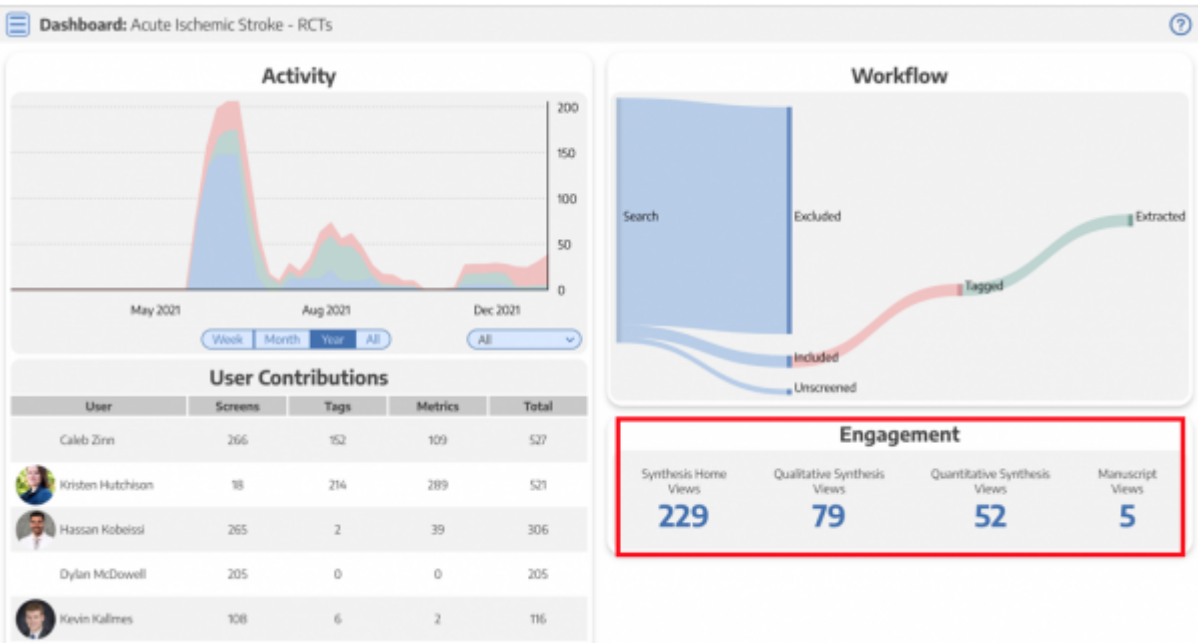 Dashboard: Acute Ischemic Stroke - RCTs
Activity
200
150
100
50
0
May 2021 Aug 2021 Dec 2021
Week Month Year All All
User Contributions
User Screens Tags Metrics Total
Caleb Zinn 266 152 109 527
Kristen Hutchison 18 214 289 521
Hassan Kobeissi 265 2 39 306
Dylan McDowell 205 0 0 205
Kevin Kallmes 108 6 2 116
Workflow
Search Excluded Extracted
Tagged
Included
Unscreened
Engagement
Synthesis Home Qualitative Synthesis Quantitative Synthesis Manuscript
Views Views Views Views
229 79 52 5